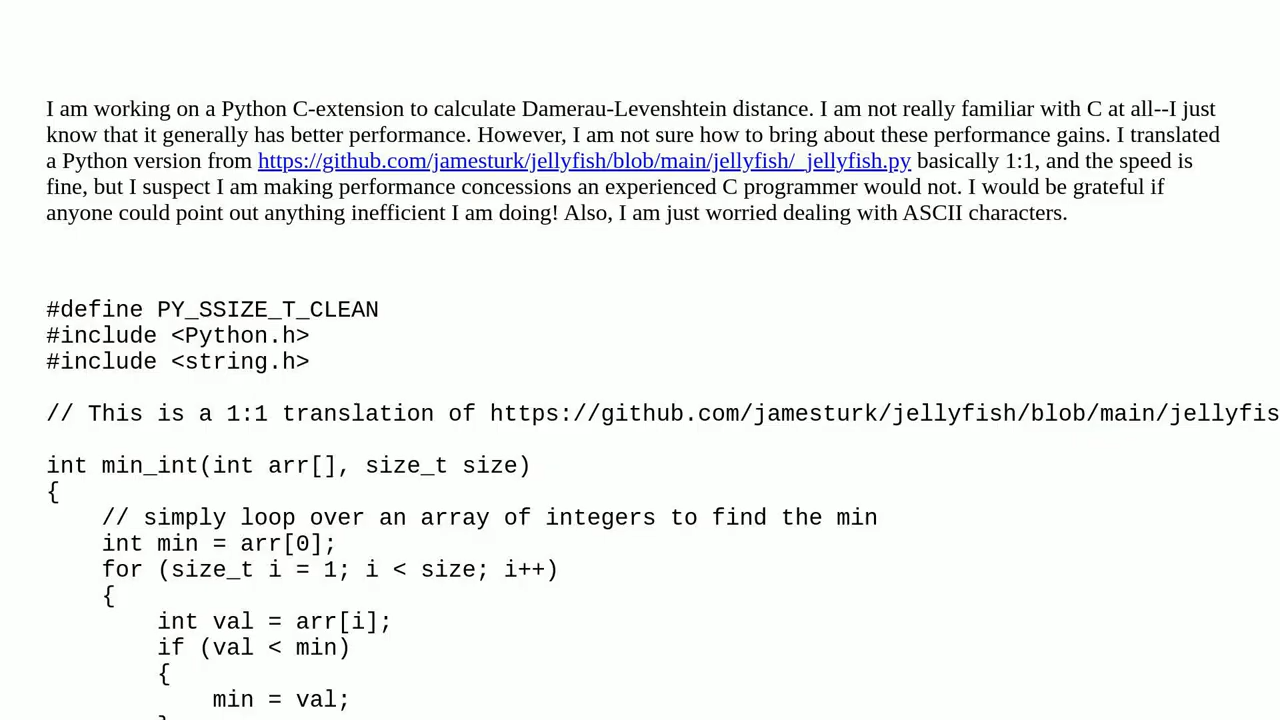 I am working on a Python C-extension to calculate Damerau-Levenshtein distance. I am not really familiar with C at all--I just
know that it generally has better performance. However, I am not sure how to bring about these performance gains. I translated
a Python version from https://github.com/jamesturk/jellyfish/blob/main/jellyfish/_jellyfish.py basically 1:1, and the speed is
fine, but I suspect I am making performance concessions an experienced C programmer would not. I would be grateful if
anyone could point out anything inefficient I am doing! Also, I am just worried dealing with ASCII characters.
#define PY_SSIZE_T_CLEAN
#include <Python.h>
#include <string.h>
// This is a 1:1 translation of https://github.com/jamesturk/jellyfish/blob/main/jellyfis
int min_int(int arr[], size_t size)
{
    // simply loop over an array of integers to find the min
    int min = arr[0];
    for (size_t i = 1; i < size; i++)
    {
        int val = arr[i];
        if (val < min)
        {
            min = val;
        }